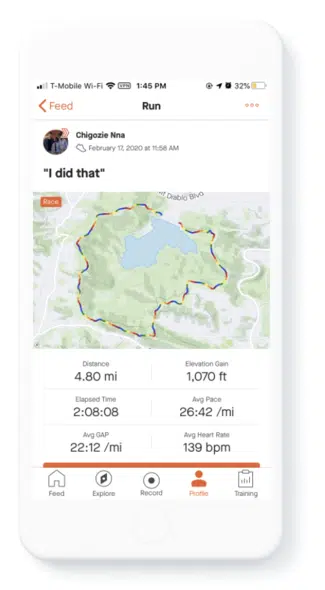 T-Mobile Wi-Fi VPN 1:45 PM 32%
Feed Run
Chigozie Nna
February 17, 2020 at 11:58 AM
"I did that"
Diablo Blvd
Race
Distance Elevation Gain
4.80 mi 1,070 ft
Elapsed Time Avg Pace
2:08:08 26:42 /mi
Avg GAP Avg Heart Rate
22:12 /mi 139 bpm
Feed Explore Record Profile Training